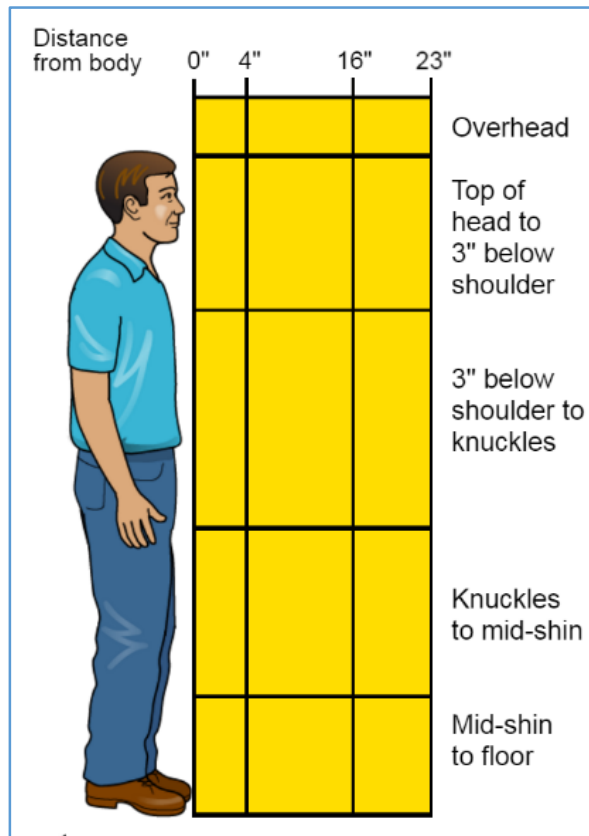 Distance
from body
0" 4" 16" 23"
Overhead
Top of
head to
3" below
shoulder
3" below
shoulder to
knuckles
Knuckles
to mid-shin
Mid-shin
to floor